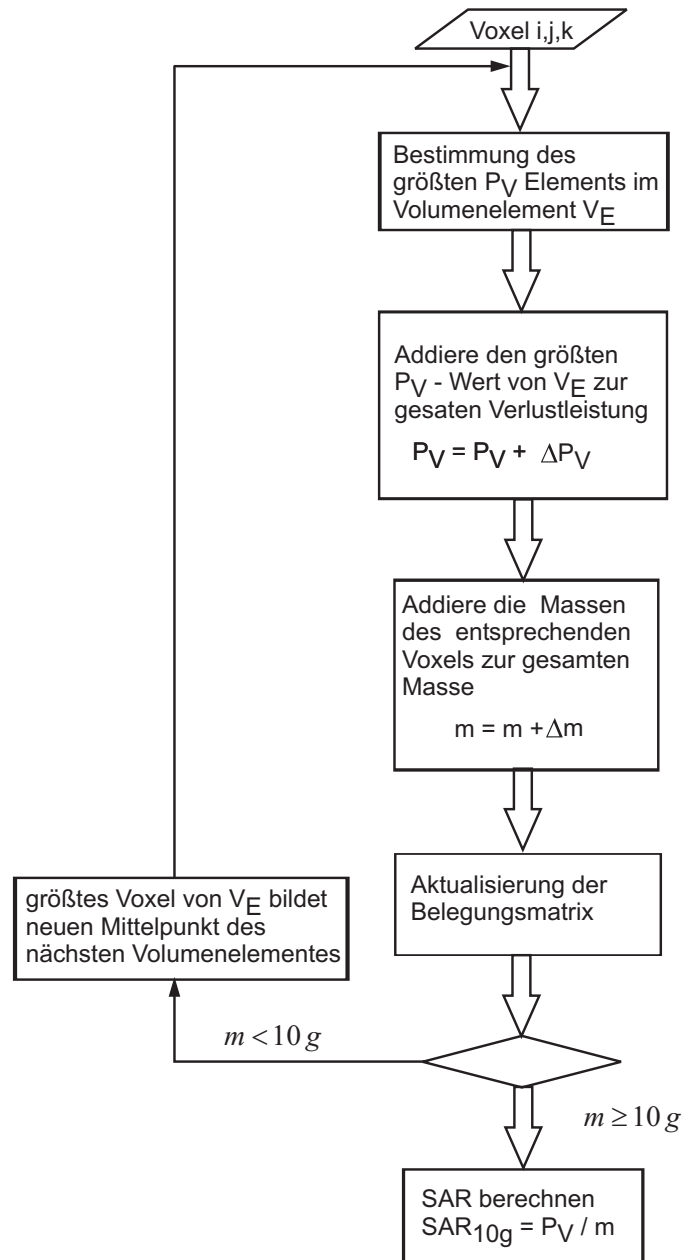 Voxel i,j,k
Bestimmung des
größten PV Elements im
Volumenelement VE
Addiere den größten
PV - Wert von VE zur
gesaten Verlustleistung
PV = PV + ΔPV
Addiere die Massen
des entsprechenden
Voxels zur gesamten
Masse
m = m + Δm
Aktualisierung der
Belegungsmatrix
größtes Voxel von VE bildet
neuen Mittelpunkt des
nächsten Volumenelementes
m < 10 g
m ≥ 10 g
SAR berechnen
SAR10g = PV / m